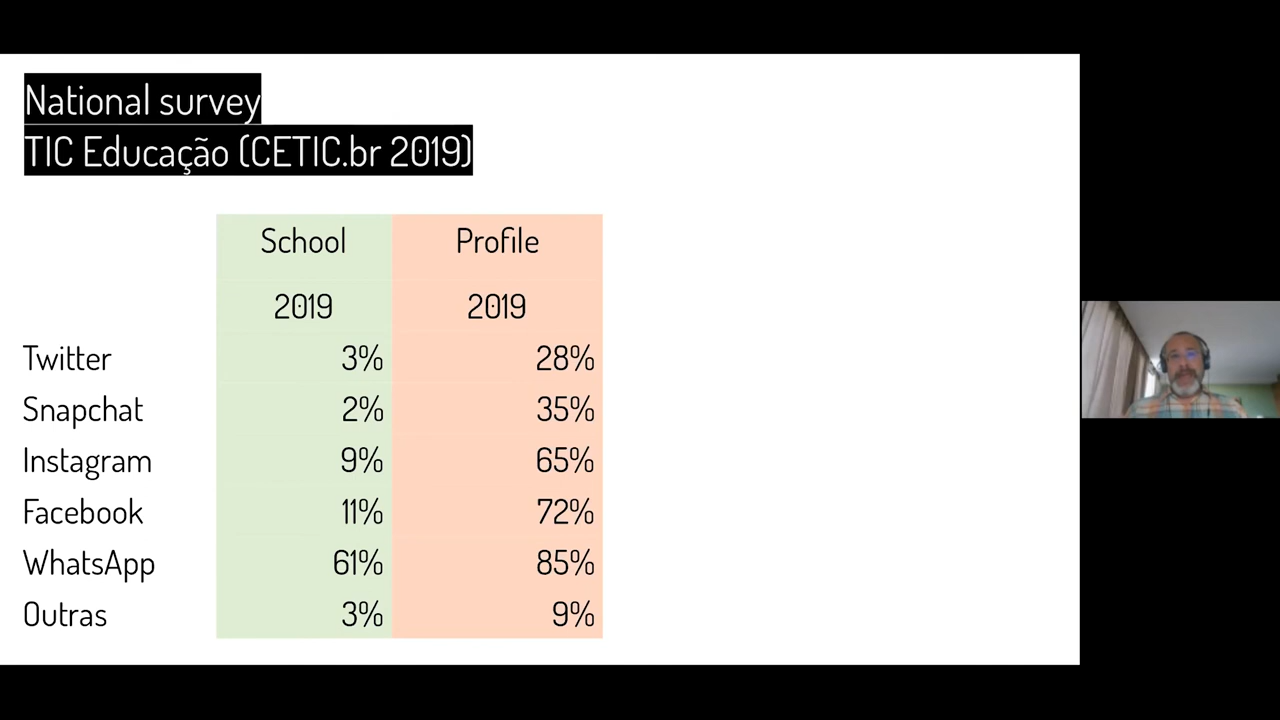 National survey
TIC Educação (CETIC.br 2019)
School Profile
2019 2019
Twitter 3% 28%
Snapchat 2% 35%
Instagram 9% 65%
Facebook 11% 72%
WhatsApp 61% 85%
Outras 3% 9%